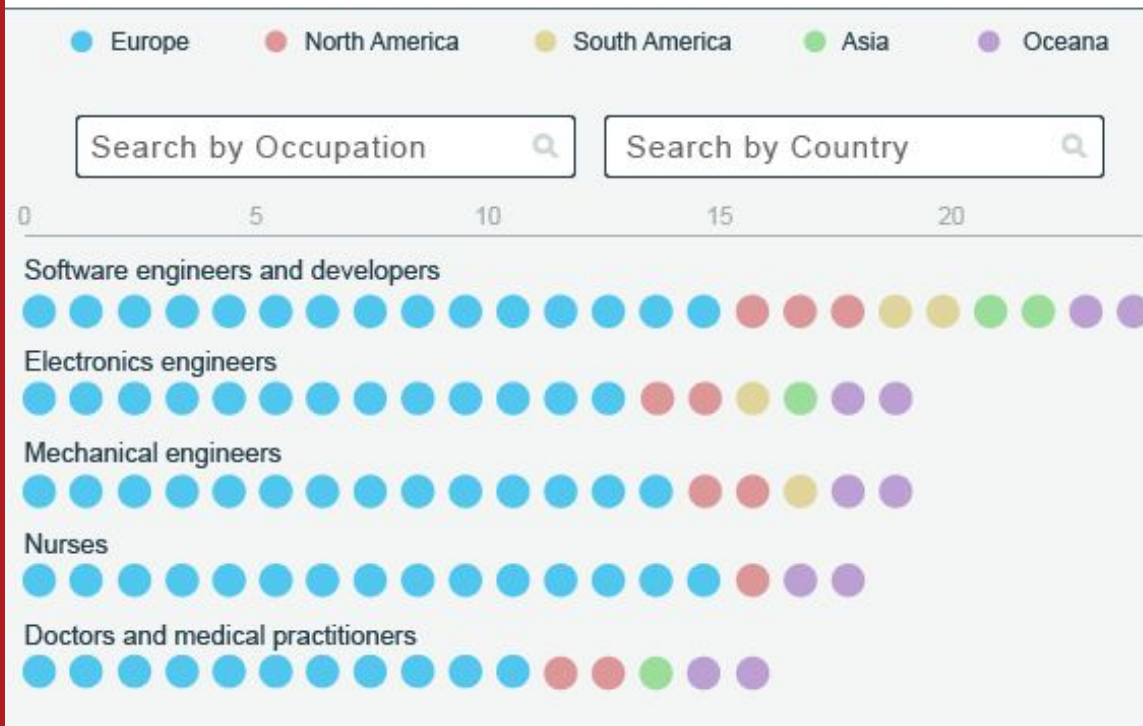 Europe North America South America Asia Oceana
Search by Occupation Search by Country
0 5 10 15 20
Software engineers and developers
Electronics engineers
Mechanical engineers
Nurses
Doctors and medical practitioners